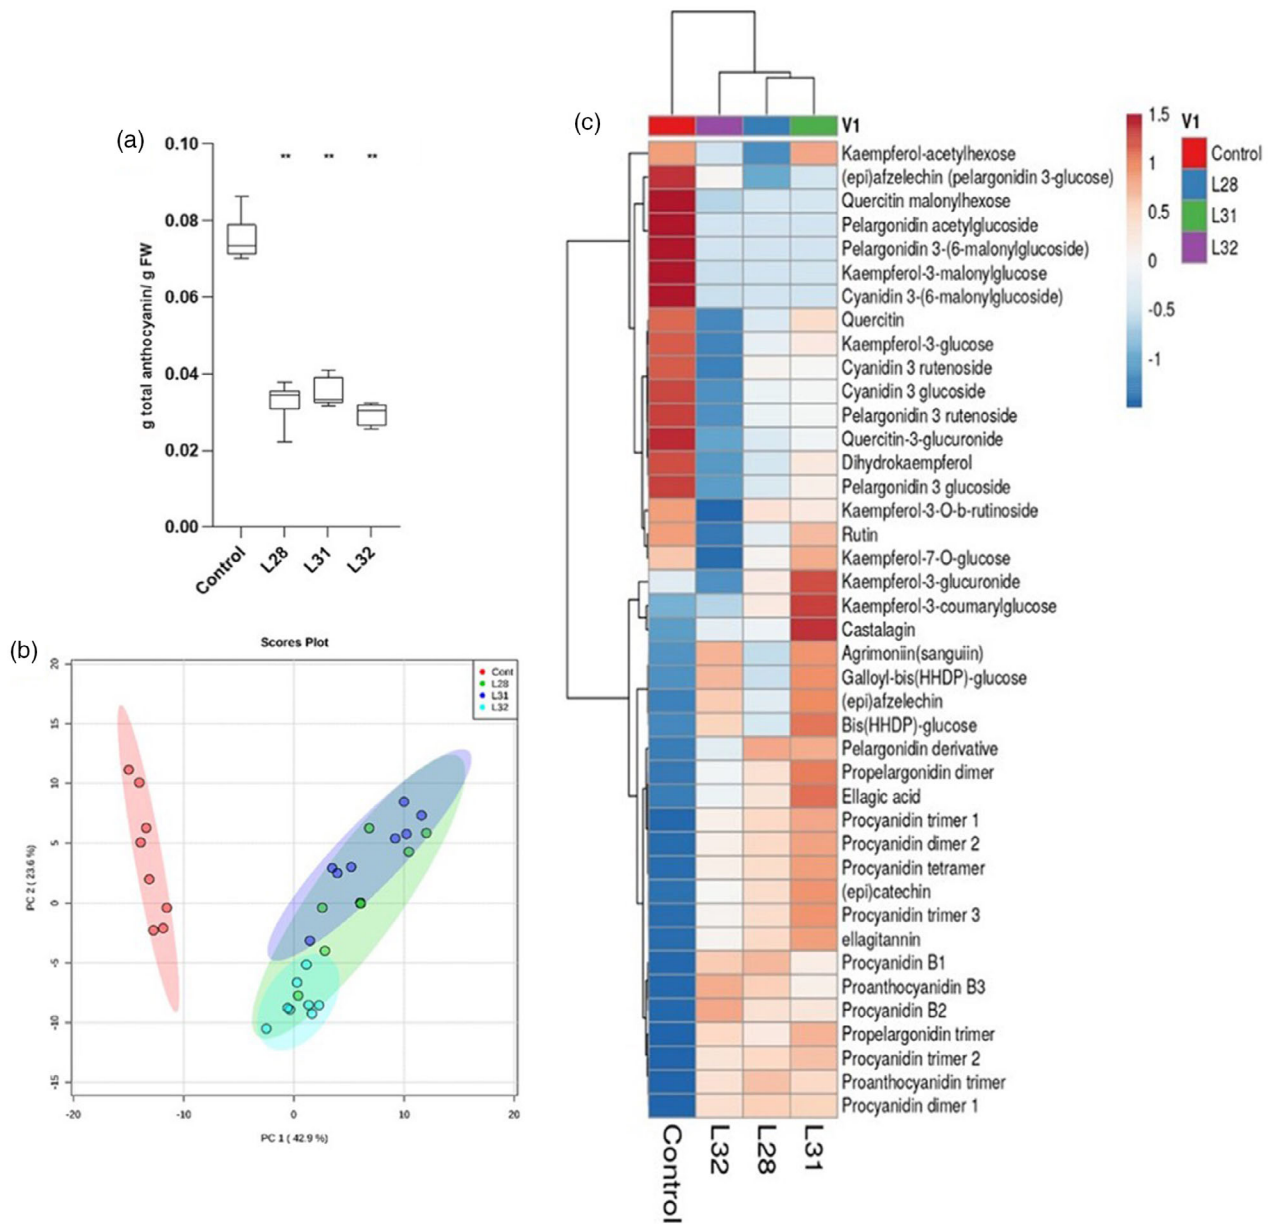 (a)
0.10
0.08
0.06
0.04
0.02
0.00
g total anthocyanin/ g FW
** ** **
Control
L28
L31
L32
(b)
Scores Plot
Cont
L28
L31
L32
20
15
10
5
0
-5
-10
-15
PC 2 ( 23.6 %)
-20 -10 0 10 20
PC 1 ( 42.9 %)
(c)
V1
Kaempferol-acetylhexose
(epi)afzelechin (pelargonidin 3-glucose)
Quercitin malonylhexose
Pelargonidin acetylglucoside
Pelargonidin 3-(6-malonylglucoside)
Kaempferol-3-malonylglucose
Cyanidin 3-(6-malonylglucoside)
Quercitin
Kaempferol-3-glucose
Cyanidin 3 rutenoside
Cyanidin 3 glucoside
Pelargonidin 3 rutenoside
Quercitin-3-glucuronide
Dihydrokaempferol
Pelargonidin 3 glucoside
Kaempferol-3-O-b-rutinoside
Rutin
Kaempferol-7-O-glucose
Kaempferol-3-glucuronide
Kaempferol-3-coumarylglucose
Castalagin
Agrimoniin(sanguiin)
Galloyl-bis(HHDP)-glucose
(epi)afzelechin
Bis(HHDP)-glucose
Pelargonidin derivative
Propelargonidin dimer
Ellagic acid
Procyanidin trimer 1
Procyanidin dimer 2
Procyanidin tetramer
(epi)catechin
Procyanidin trimer 3
ellagitannin
Procyanidin B1
Proanthocyanidin B3
Procyanidin B2
Propelargonidin trimer
Procyanidin trimer 2
Proanthocyanidin trimer
Procyanidin dimer 1
Control
L32
L28
L31
1.5
1
0.5
0
-0.5
-1
V1
Control
L28
L31
L32